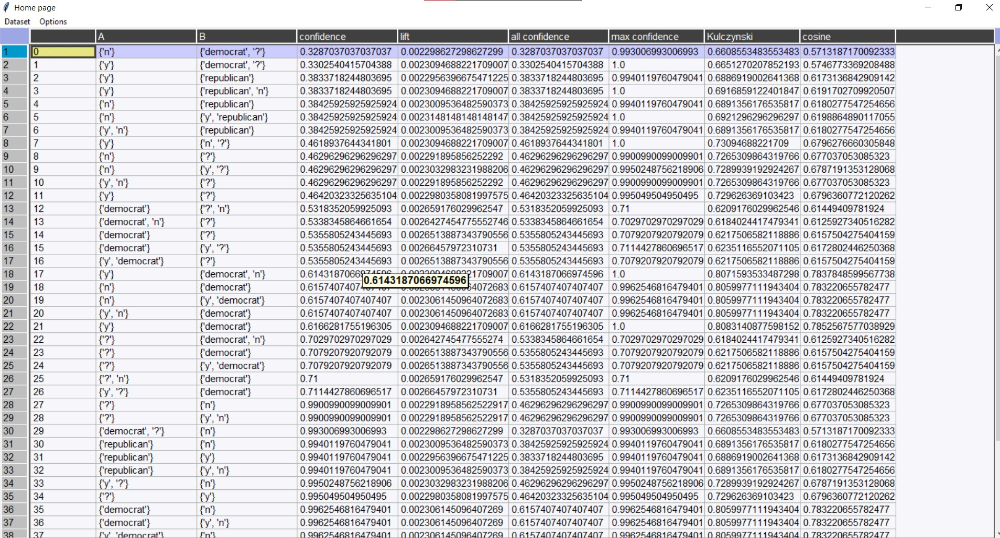 Home page
Dataset Options
A B confidence lift all confidence max confidence Kulczynski cosine
1 0 {'n'} {'democrat', '?'} 0.3287037037037037 0.002298627298627299 0.3287037037037037 0.993006993006993 0.6608553483553483 0.5713187170092333
2 1 {'y'} {'democrat', '?'} 0.3302540415704388 0.0023094688221709007 0.3302540415704388 1.0 0.6651270207852193 0.5746773369208488
3 2 {'y'} {'republican'} 0.3833718244803695 0.0022956396675471225 0.3833718244803695 0.9940119760479041 0.6886919002641368 0.6173136842909142
4 3 {'y'} {'republican', 'n'} 0.3833718244803695 0.0023094688221709007 0.3833718244803695 1.0 0.6916859122401847 0.6191702709920507
5 4 {'n'} {'republican'} 0.38425925925925924 0.0023009536482590373 0.38425925925925924 0.9940119760479041 0.6891356176535817 0.6180277547254656
6 5 {'n'} {'y', 'republican'} 0.38425925925925924 0.0023148148148148147 0.38425925925925924 1.0 0.6921296296296297 0.6198864890117055
7 6 {'y', 'n'} {'republican'} 0.38425925925925924 0.0023009536482590373 0.38425925925925924 0.9940119760479041 0.6891356176535817 0.6180277547254656
8 7 {'y'} {'n', '?'} 0.46189376443418​01 0.0023094688221709007 0.4618937644341801 1.0 0.73094688221709 0.6796276660305848
9 8 {'n'} {'?'} 0.46296296296296297 0.002291895856252292 0.46296296296296297 0.9900990099009901 0.7265309864319766 0.677037053085323
10 9 {'n'} {'y', '?'} 0.46296296296296297 0.0023032983231988206 0.46296296296296297 0.9950248756218906 0.7289939192924267 0.6787191353128068
11 10 {'y', 'n'} {'?'} 0.46296296296296297 0.002291895856252292 0.46296296296296297 0.9900990099009901 0.7265309864319766 0.677037053085323
12 11 {'y'} {'?'} 0.46420323325635104 0.0022980358081997575 0.46420323325635104 0.995049504950495 0.729626369103423 0.6796360772120262
13 12 {'democrat'} {'?', 'n'} 0.5318352059925093 0.002659176029962547 0.5318352059925093 0.71 0.6209176029962546 0.61449409781924
14 13 {'democrat', 'n'} {'?'} 0.5338345864661654 0.0026427454775552746 0.5338345864661654 0.7029702970297029 0.6184024417479341 0.6125927340516282
15 14 {'democrat'} {'?'} 0.5355805243445693 0.0026513887343790556 0.5355805243445693 0.7079207920792079 0.6217506582118886 0.6157504275404159
16 15 {'democrat'} {'y', '?'} 0.5355805243445693 0.002664579723​10731 0.5355805243445693 0.7114427860696517 0.6235116552071105 0.6172802446250368
17 16 {'y', 'democrat'} {'?'} 0.5355805243445693 0.0026513887343790556 0.5355805243445693 0.7079207920792079 0.6217506582118886 0.6157504275404159
18 17 {'y'} {'democrat', 'n'} 0.6143187066974596 0.0023094688221709007 0.6143187066974596 1.0 0.8071593533487298 0.7837848599567738
0.6143187066974596
19 18 {'n'} {'democrat'} 0.6157407407407407 0.0023061450964072683 0.6157407407407407 0.9962546816479401 0.8059977111943404 0.783220655782477
20 19 {'n'} {'y', 'democrat'} 0.6157407407407407 0.0023061450964072683 0.6157407407407407 0.9962546816479401 0.8059977111943404 0.783220655782477
21 20 {'y', 'n'} {'democrat'} 0.6157407407407407 0.0023061450964072683 0.6157407407407407 0.9962546816479401 0.8059977111943404 0.783220655782477
22 21 {'y'} {'democrat'} 0.6166281755196305 0.0023094688221709007 0.6166281755196305 1.0 0.8083140877598152 0.7852567577038929
23 22 {'?'} {'democrat', 'n'} 0.7029702970297029 0.002642745477555274 0.5338345864661654 0.7029702970297029 0.6184024417479341 0.6125927340516282
24 23 {'?'} {'democrat'} 0.7079207920792079 0.0026513887343790556 0.5355805243445693 0.7079207920792079 0.6217506582118886 0.6157504275404159
25 24 {'?'} {'y', 'democrat'} 0.7079207920792079 0.0026513887343790556 0.5355805243445693 0.7079207920792079 0.6217506582118886 0.6157504275404159
26 25 {'?', 'n'} {'democrat'} 0.71 0.002659176029962547 0.5318352059925093 0.71 0.6209176029962546 0.61449409781924
27 26 {'y', '?'} {'democrat'} 0.7114427860696517 0.00266457972310731 0.5355805243445693 0.7114427860696517 0.6235116552071105 0.6172802446250368
28 27 {'?'} {'n'} 0.9900990099009901 0.0022918958562522917 0.46296296296296297 0.9900990099009901 0.7265309864319766 0.677037053085323
29 28 {'?'} {'y', 'n'} 0.9900990099009901 0.0022918958562522917 0.46296296296296297 0.9900990099009901 0.7265309864319766 0.677037053085323
30 29 {'democrat', '?'} {'n'} 0.993006993006993 0.002298627298627299 0.3287037037037037 0.993006993006993 0.6608553483553483 0.5713187170092333
31 30 {'republican'} {'n'} 0.9940119760479041 0.0023009536482590373 0.38425925925925924 0.9940119760479041 0.6891356176535817 0.6180277547254656
32 31 {'republican'} {'y'} 0.9940119760479041 0.0022956396675471225 0.3833718244803695 0.9940119760479041 0.6886919002641368 0.6173136842909142
33 32 {'republican'} {'y', 'n'} 0.9940119760479041 0.0023009536482590373 0.38425925925925924 0.9940119760479041 0.6891356176535817 0.6180277547254656
34 33 {'y', '?'} {'n'} 0.9950248756218906 0.0023032983231988206 0.46296296296296297 0.9950248756218906 0.7289939192924267 0.6787191353128068
35 34 {'?'} {'y'} 0.995049504950495 0.0022980358081997575 0.46420323325635104 0.995049504950495 0.729626369103423 0.6796360772120262
36 35 {'democrat'} {'n'} 0.9962546816479401 0.002306145096407269 0.6157407407407407 0.9962546816479401 0.8059977111943404 0.783220655782477
37 36 {'democrat'} {'y', 'n'} 0.9962546816479401 0.002306145096407269 0.6157407407407407 0.9962546816479401 0.8059977111943404 0.783220655782477
38 37 {'y', 'democrat'} {'n'} 0.9962546816479401 0.002306145096407269 0.6157407407407407 0.9962546816479401 0.8059977111943404 0.783220655782477